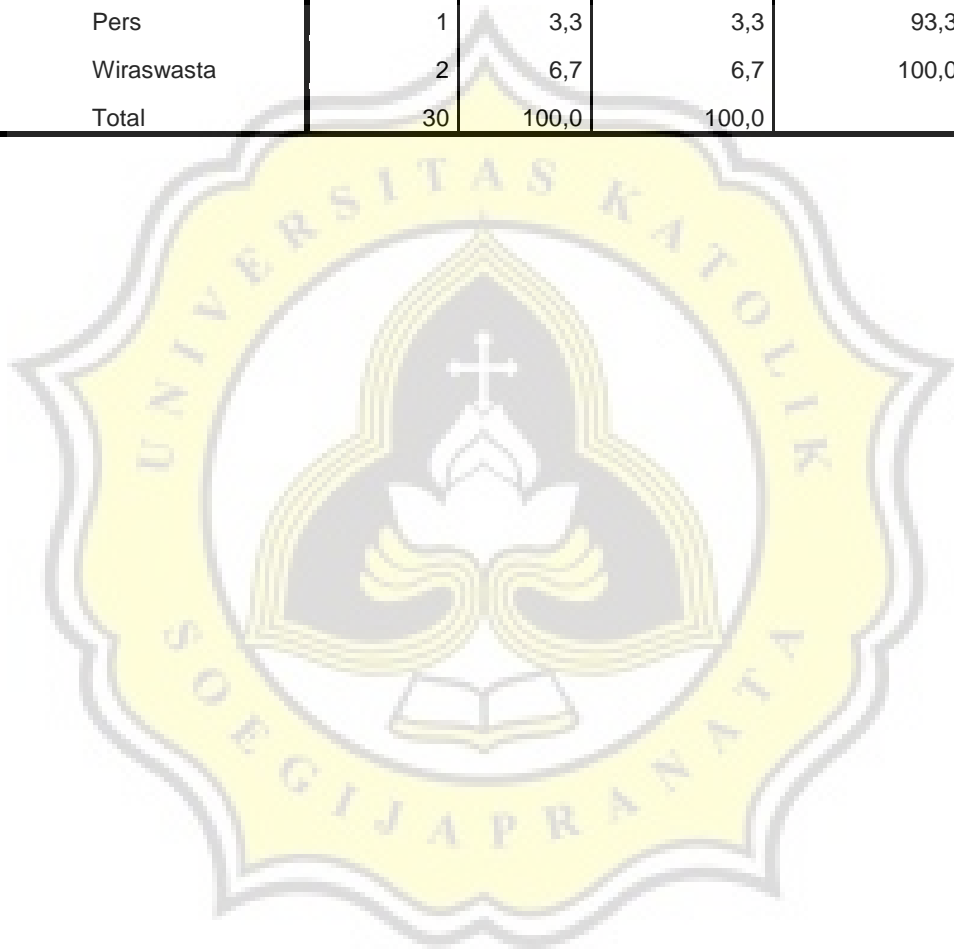 Pers 1 3,3 3,3 93,3
Wiraswasta 2 6,7 6,7 100,0
Total 30 100,0 100,0
UNIVERSITAS KATOLIK
SOEGIJAPRANATA